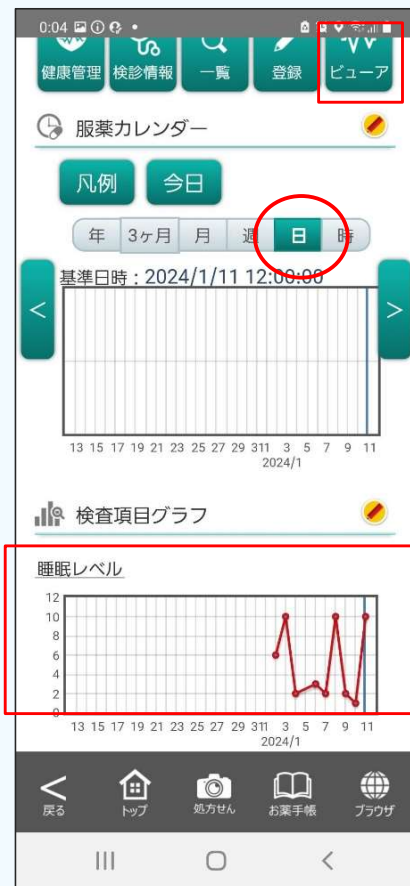 0:04
健康管理 検診情報 一覧 登録 ビューア
服薬カレンダー
凡例 今日
年 3ヶ月 月 週 日 時
基準日時：2024/1/11 12:00:00
< >
13 15 17 19 21 23 25 27 29 311 3 5 7 9 11
2024/1
検査項目グラフ
睡眠レベル
12
10
8
6
4
2
0
13 15 17 19 21 23 25 27 29 311 3 5 7 9 11
2024/1
戻る トップ 処方せん お薬手帳 ブラウザ